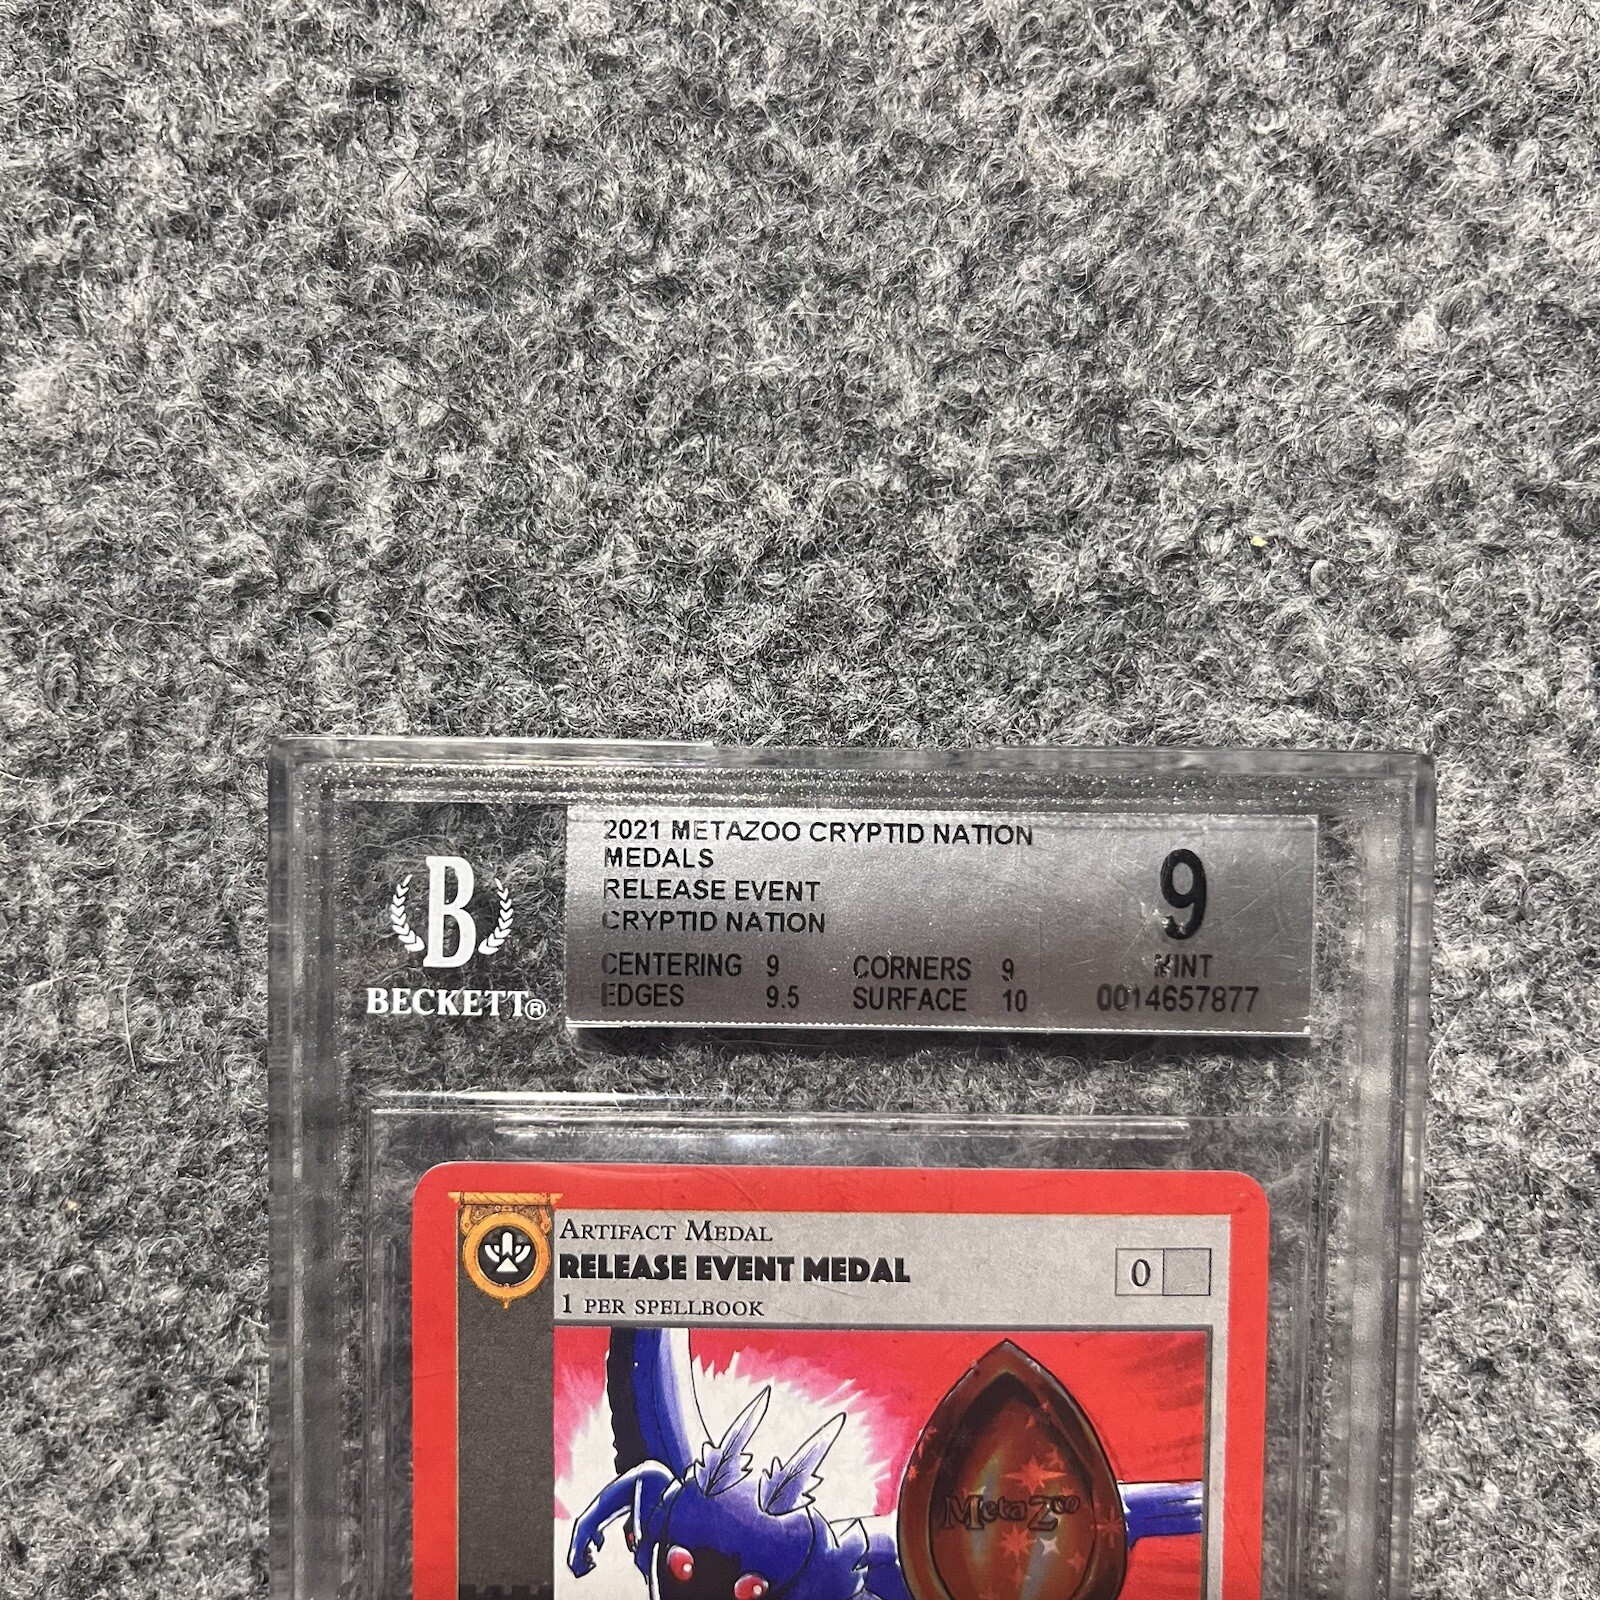 2021 METAZOO CRYPTID NATION
MEDALS
RELEASE EVENT
CRYPTID NATION
9
CENTERING 9 CORNERS 9 MINT
EDGES 9.5 SURFACE 10 0014657877
B
BECKETT®
ARTIFACT MEDAL
RELEASE EVENT MEDAL
0
1 PER SPELLBOOK
MetaZoo